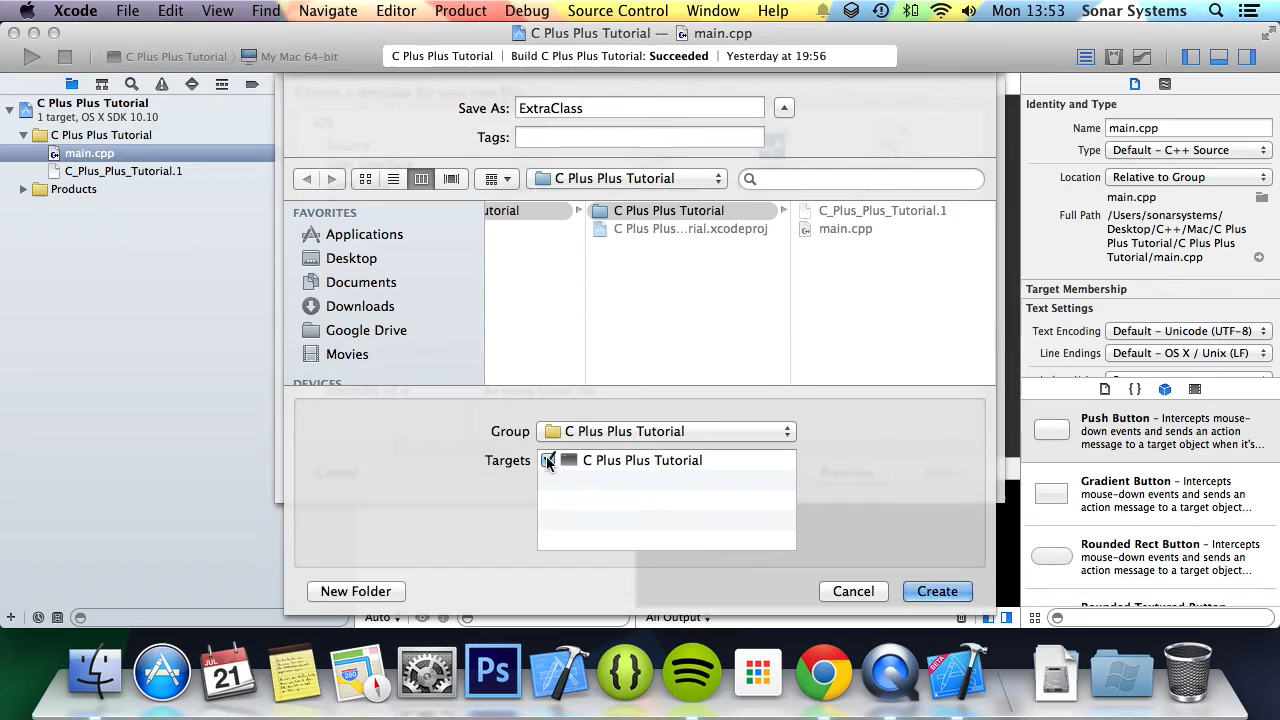 Xcode File Edit View Find Navigate Editor Product Debug Source Control Window Help Mon 13:53 Sonar Systems
C Plus Plus Tutorial — main.cpp
C Plus Plus Tutorial My Mac 64-bit
C Plus Plus Tutorial Build C Plus Plus Tutorial: Succeeded Yesterday at 19:56
C Plus Plus Tutorial
1 target, OS X SDK 10.10
C Plus Plus Tutorial
main.cpp
C_Plus_Plus_Tutorial.1
Products
Save As: ExtraClass
Tags:
C Plus Plus Tutorial
FAVORITES
Applications
Desktop
Documents
Downloads
Google Drive
Movies
DEVICES
utorial
C Plus Plus Tutorial
C Plus Plus...rial.xcodeproj
C_Plus_Plus_Tutorial.1
main.cpp
Group C Plus Plus Tutorial
Targets C Plus Plus Tutorial
New Folder Cancel Create
Auto
All Output
Identity and Type
Name main.cpp
Type Default - C++ Source
Location Relative to Group
main.cpp
Full Path /Users/sonarsystems/
Desktop/C++/Mac/C Plus
Plus Tutorial/C Plus Plus
Tutorial/main.cpp
Target Membership
Text Settings
Text Encoding Default - Unicode (UTF-8)
Line Endings Default - OS X / Unix (LF)
Push Button - Intercepts mouse-
down events and sends an
action message to a target object when it's...
Gradient Button - Intercepts
mouse-down events and sends an
action message to a target object...
Rounded Rect Button - Intercepts
mouse-down events and sends an
action message to a target object...
Rounded Textured Button
JUL
21
Ps
BETA